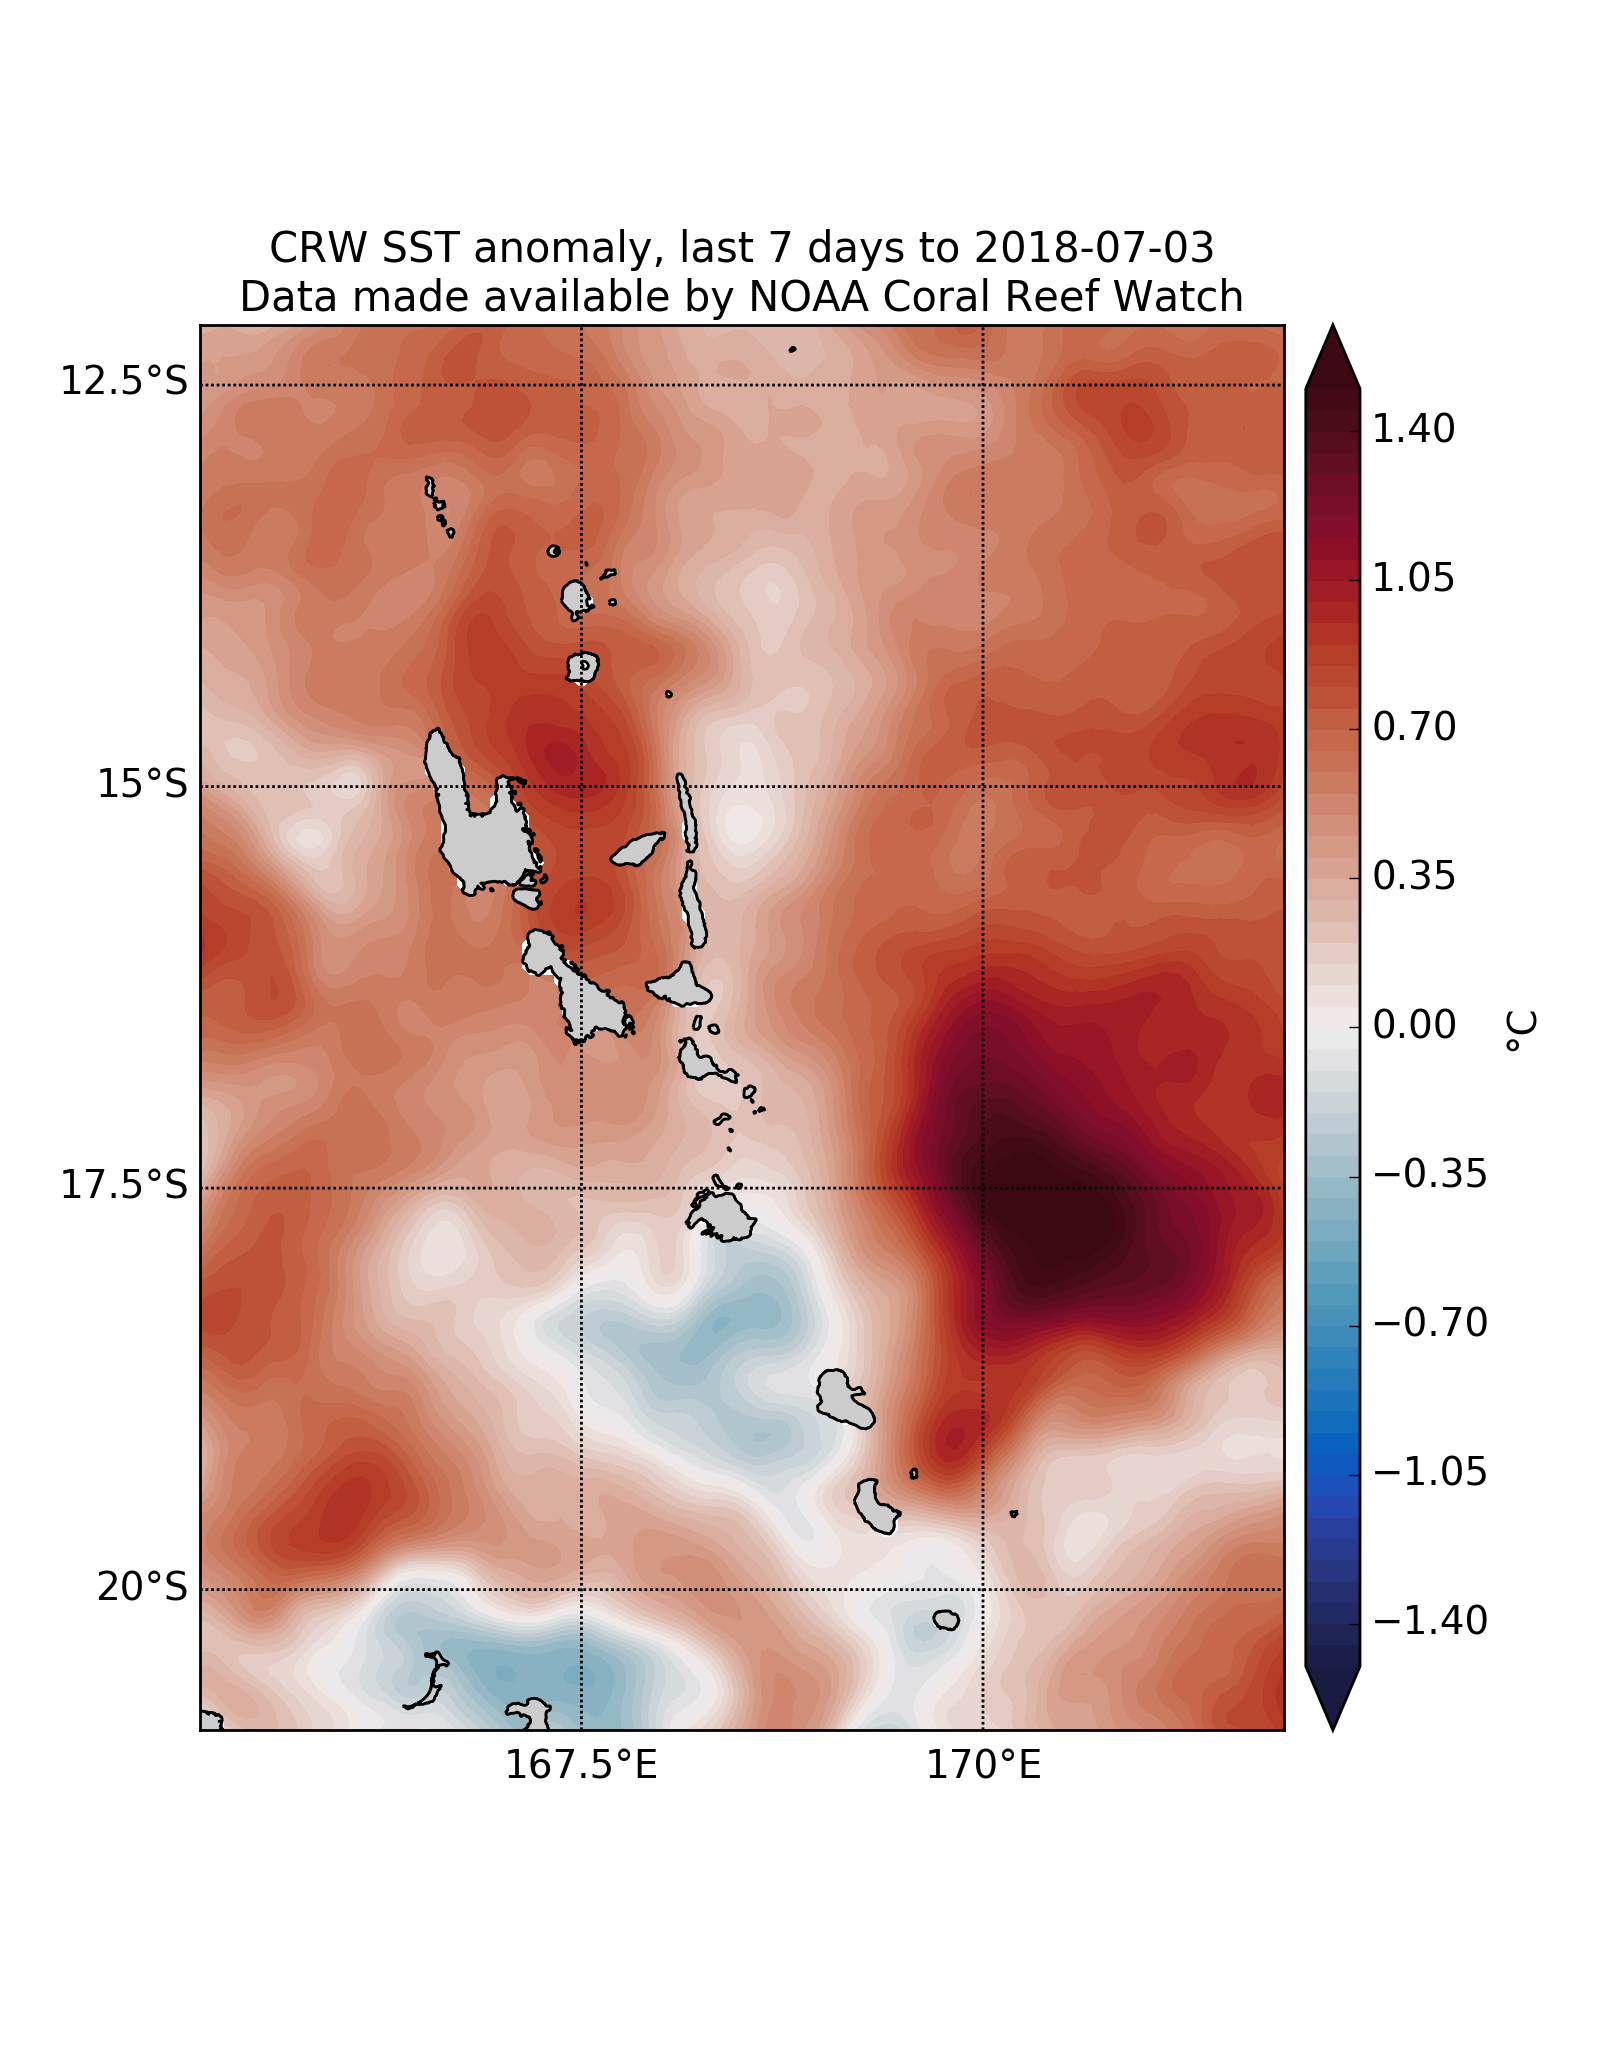 CRW SST anomaly, last 7 days to 2018-07-03
Data made available by NOAA Coral Reef Watch
12.5°S
15°S
17.5°S
20°S
167.5°E
170°E
1.40
1.05
0.70
0.35
0.00
−0.35
−0.70
−1.05
−1.40
°C